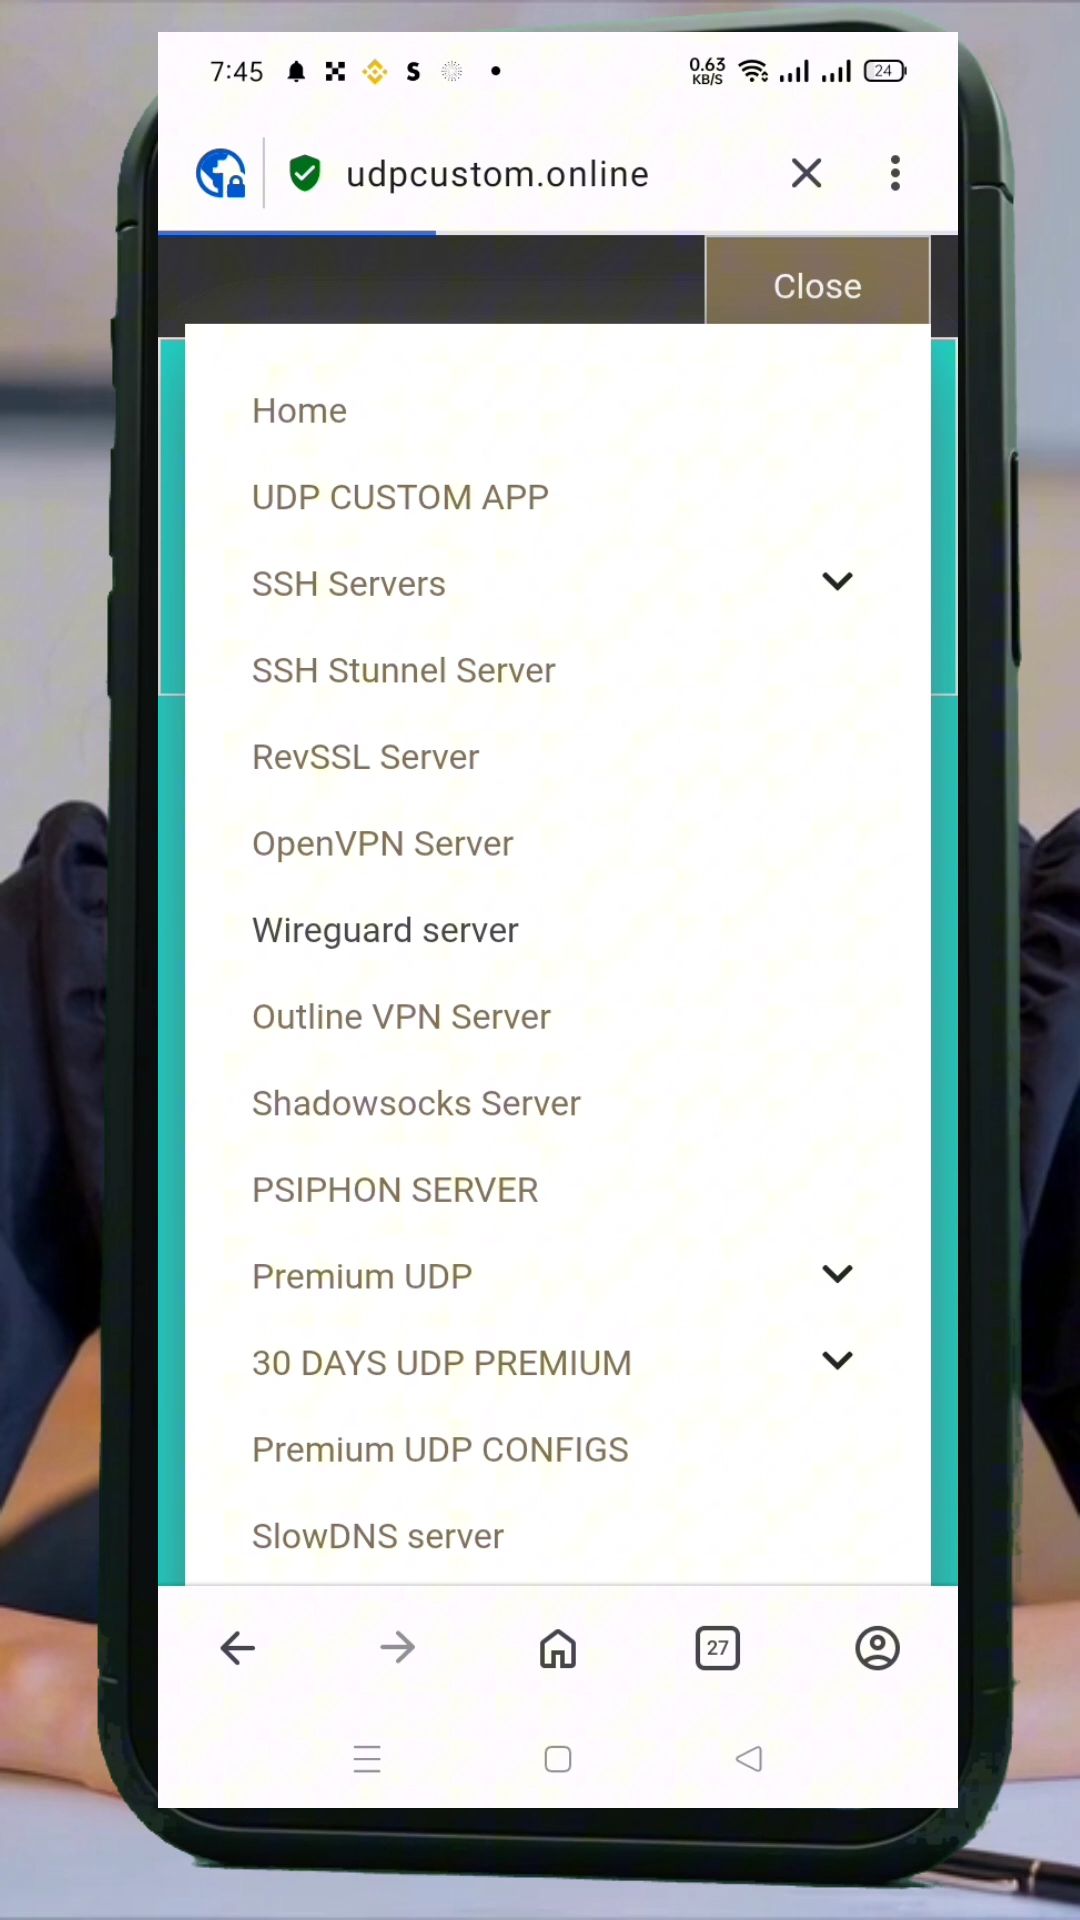 7:45 S 0.63 KB/S 24
udpcustom.online
Close
Home
UDP CUSTOM APP
SSH Servers
SSH Stunnel Server
RevSSL Server
OpenVPN Server
Wireguard server
Outline VPN Server
Shadowsocks Server
PSIPHON SERVER
Premium UDP
30 DAYS UDP PREMIUM
Premium UDP CONFIGS
SlowDNS server
27